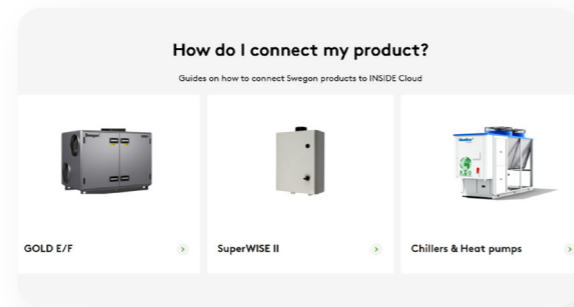 How do I connect my product?
Guides on how to connect Swegon products to INSIDE Cloud
GOLD E/F
SuperWISE II
Chillers & Heat pumps